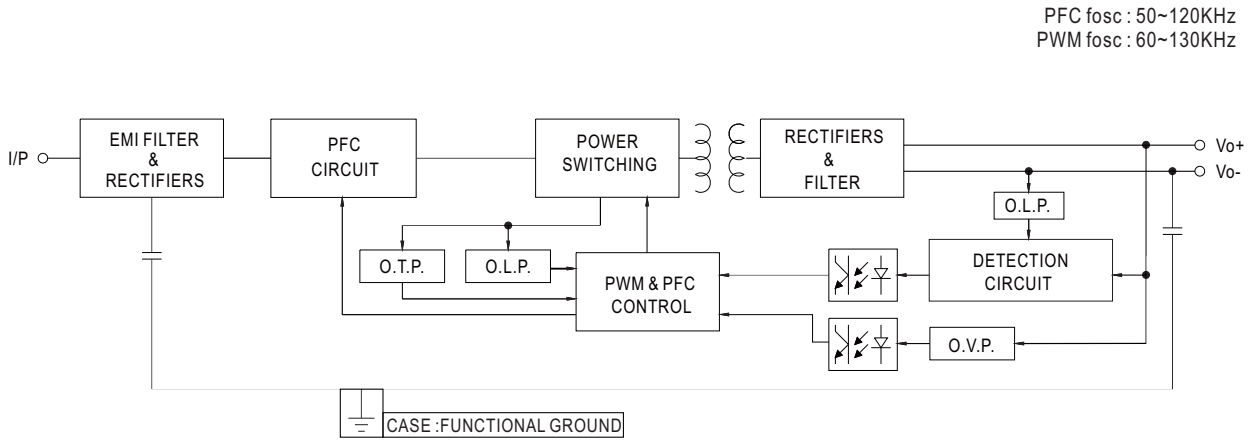 PFC fosc : 50~120KHz
PWM fosc : 60~130KHz
I/P
EMI FILTER
&
RECTIFIERS
PFC
CIRCUIT
POWER
SWITCHING
RECTIFIERS
&
FILTER
Vo+
Vo-
O.L.P.
O.T.P.
O.L.P.
PWM & PFC
CONTROL
DETECTION
CIRCUIT
O.V.P.
CASE :FUNCTIONAL GROUND